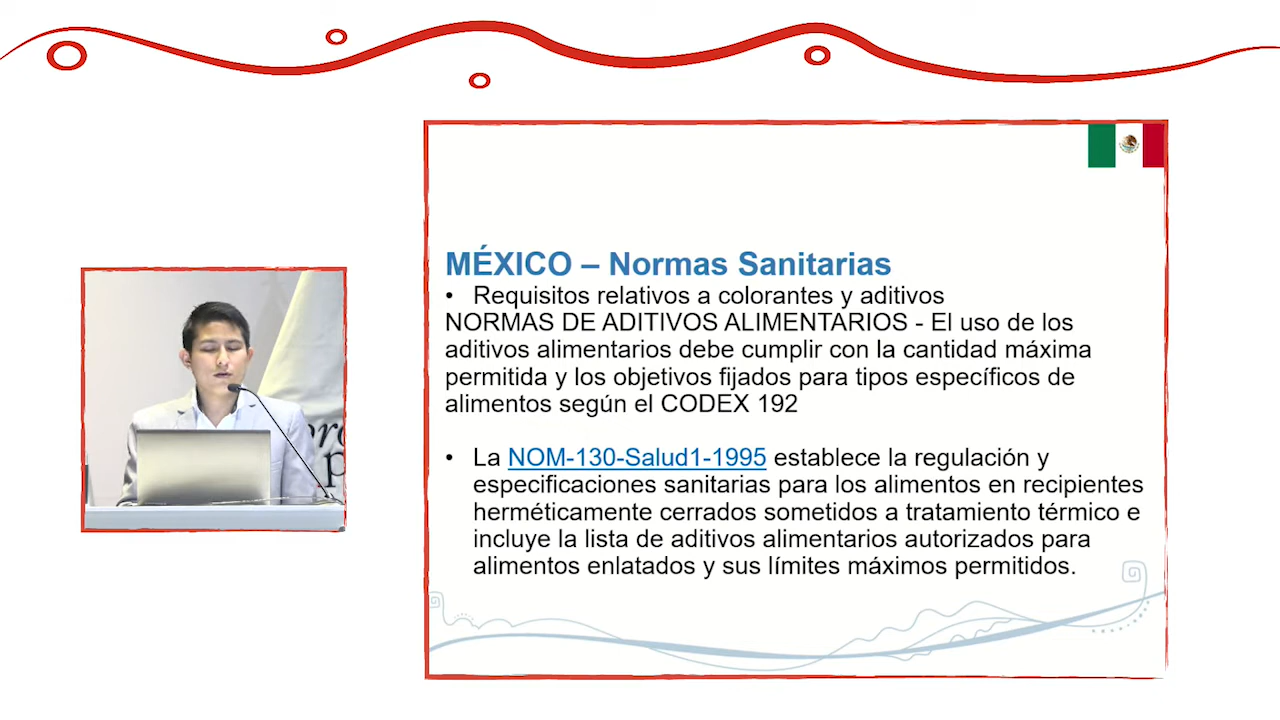 MÉXICO – Normas Sanitarias
• Requisitos relativos a colorantes y aditivos
NORMAS DE ADITIVOS ALIMENTARIOS - El uso de los
aditivos alimentarios debe cumplir con la cantidad máxima
permitida y los objetivos fijados para tipos específicos de
alimentos según el CODEX 192
• La NOM-130-Salud1-1995 establece la regulación y
especificaciones sanitarias para los alimentos en recipientes
herméticamente cerrados sometidos a tratamiento térmico e
incluye la lista de aditivos alimentarios autorizados para
alimentos enlatados y sus límites máximos permitidos.